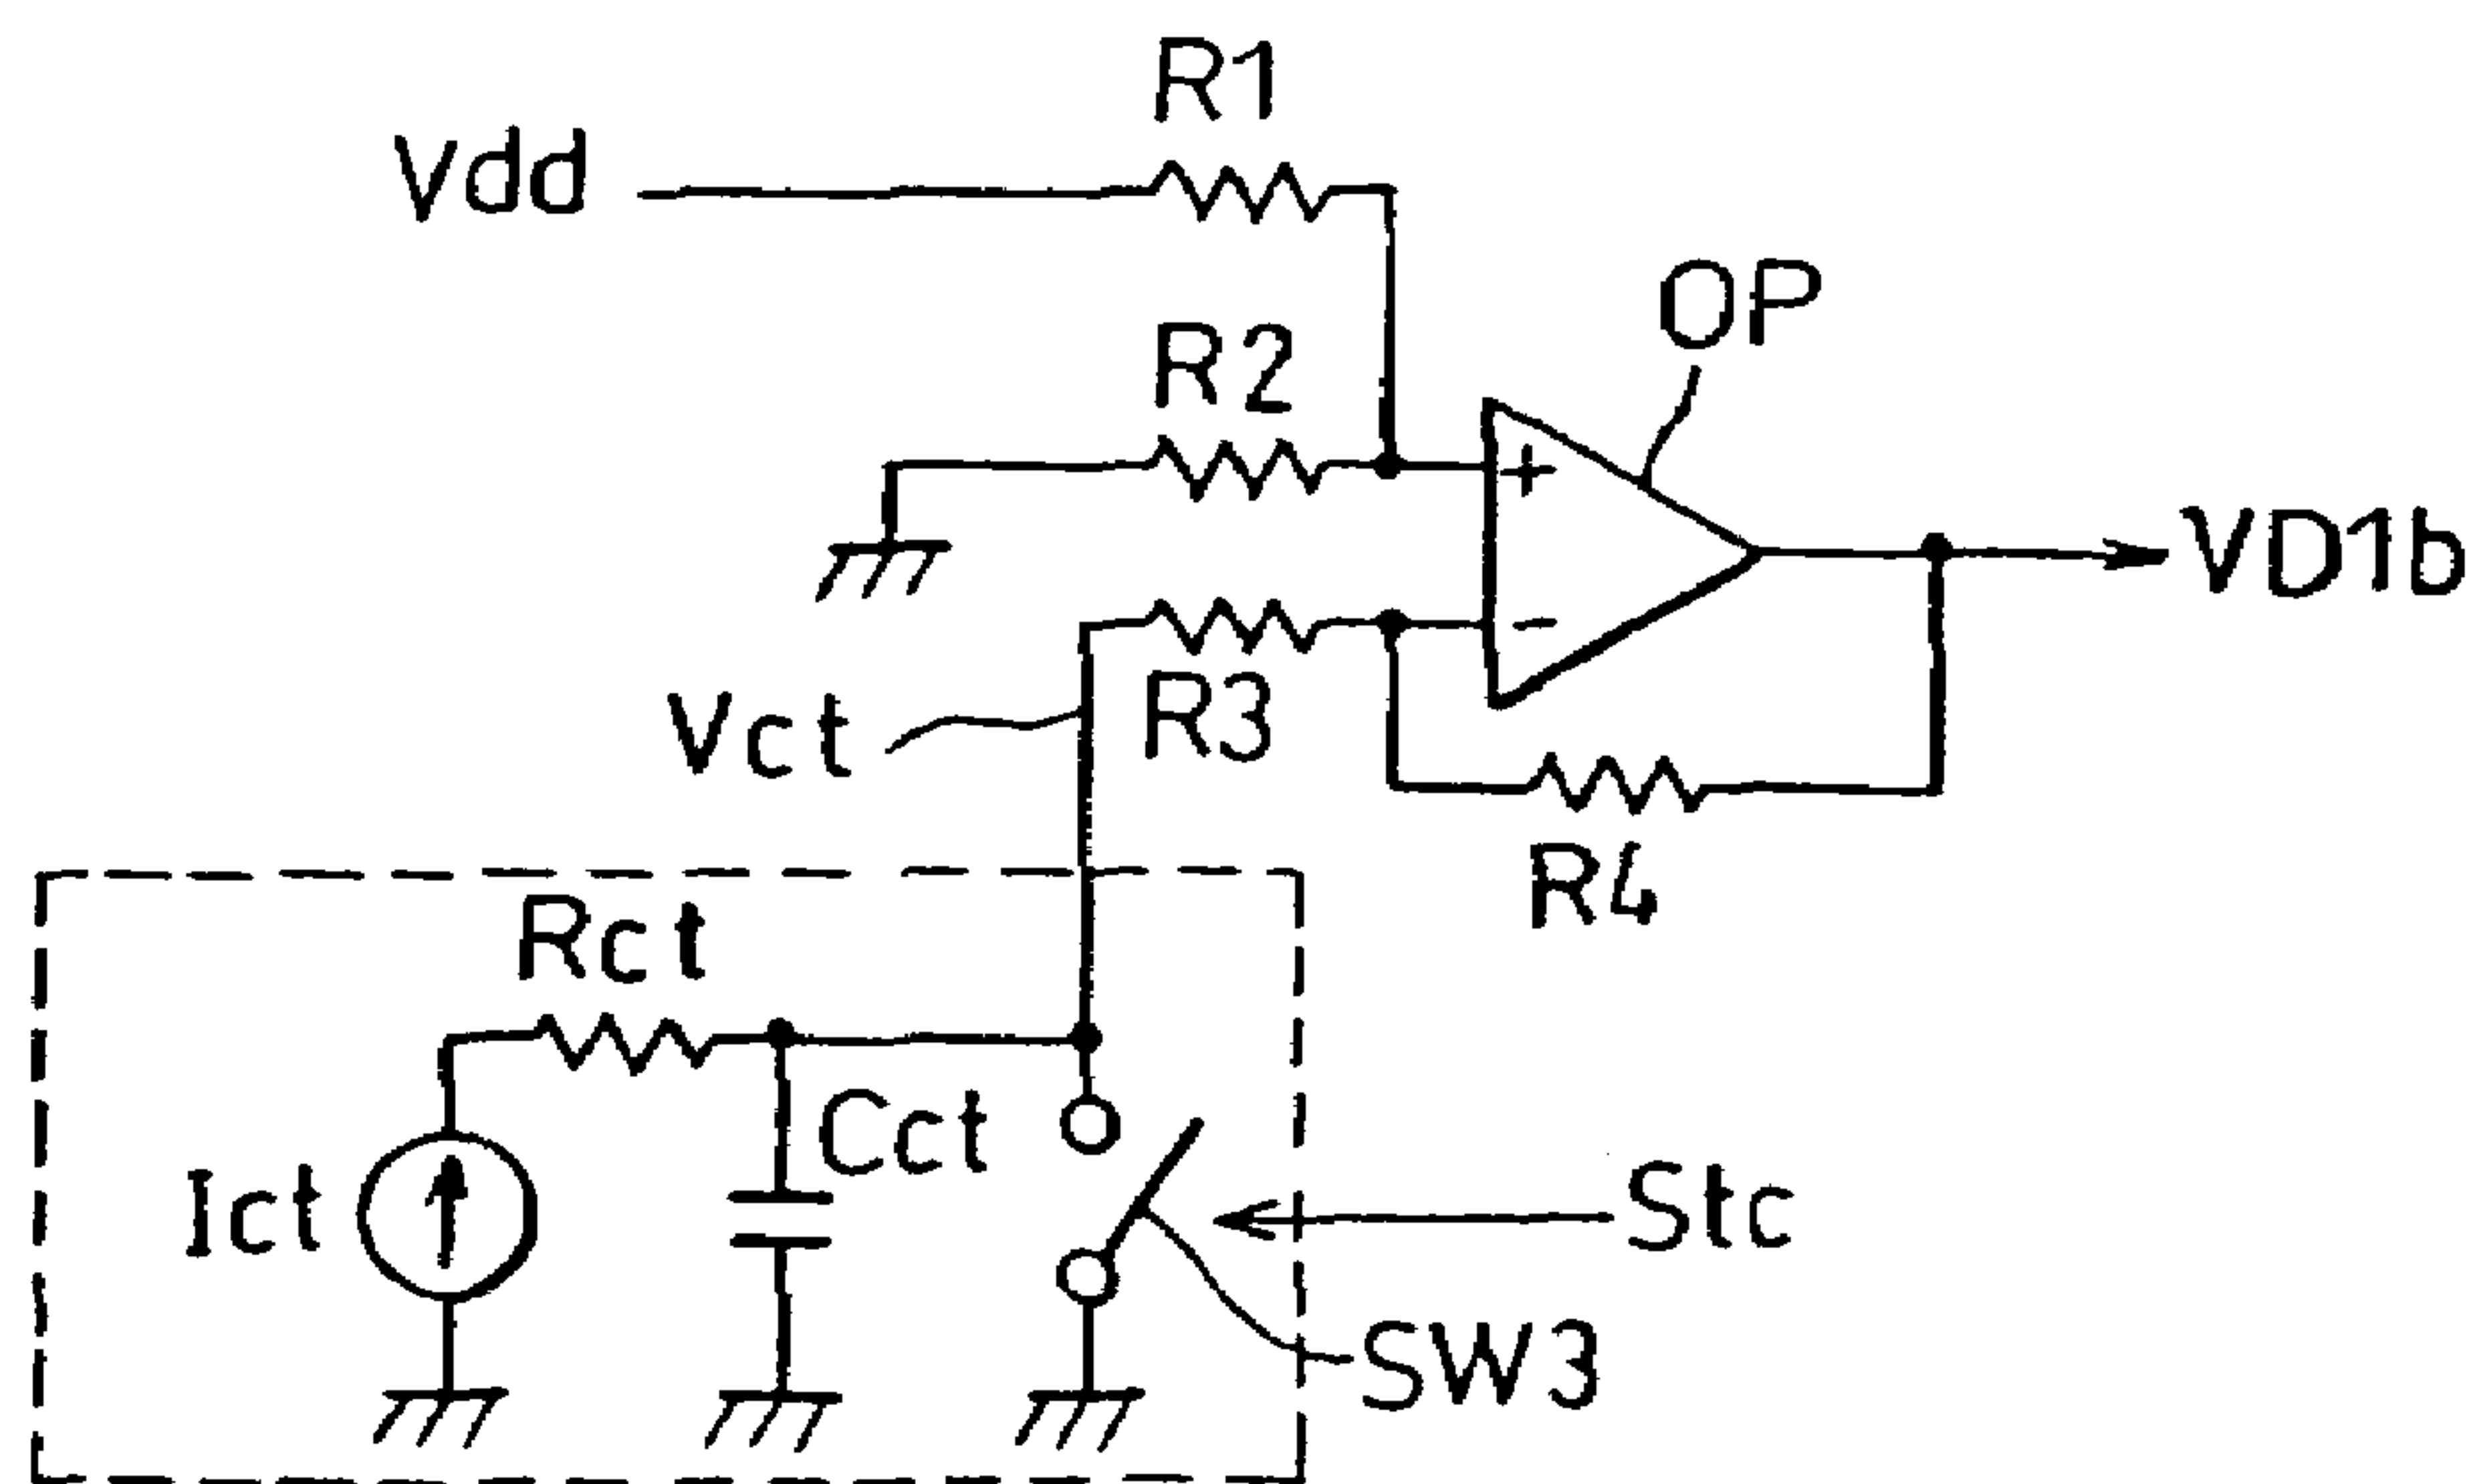 R1
Vdd
OP
R2
+
VD1b
-
R3
Vct
R4
Rct
Cct
Ict
Stc
SW3